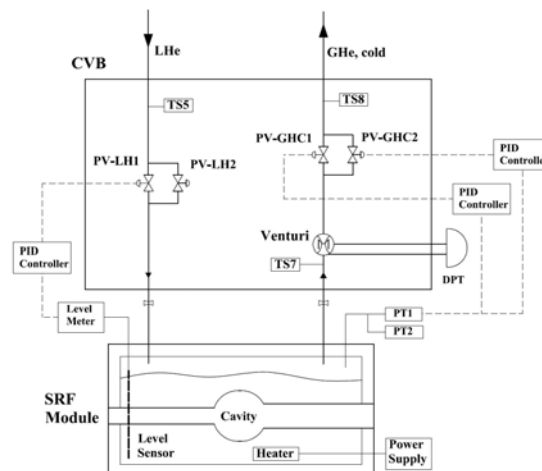 LHe
GHe, cold
CVB
TS5
TS8
PV-GHC1
PV-GHC2
PV-LH1
PV-LH2
PID
Controller
PID
Controller
Venturi
PID
Controller
TS7
DPT
Level
Meter
PT1
PT2
SRF
Module
Cavity
Level
Sensor
Heater
Power
Supply